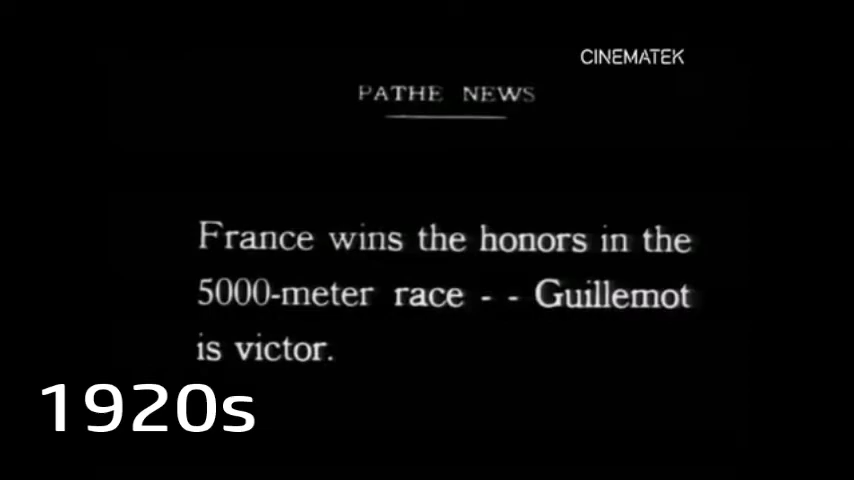 CINEMATEK
PATHE NEWS
France wins the honors in the
5000-meter race - - Guillemot
is victor.
1920s